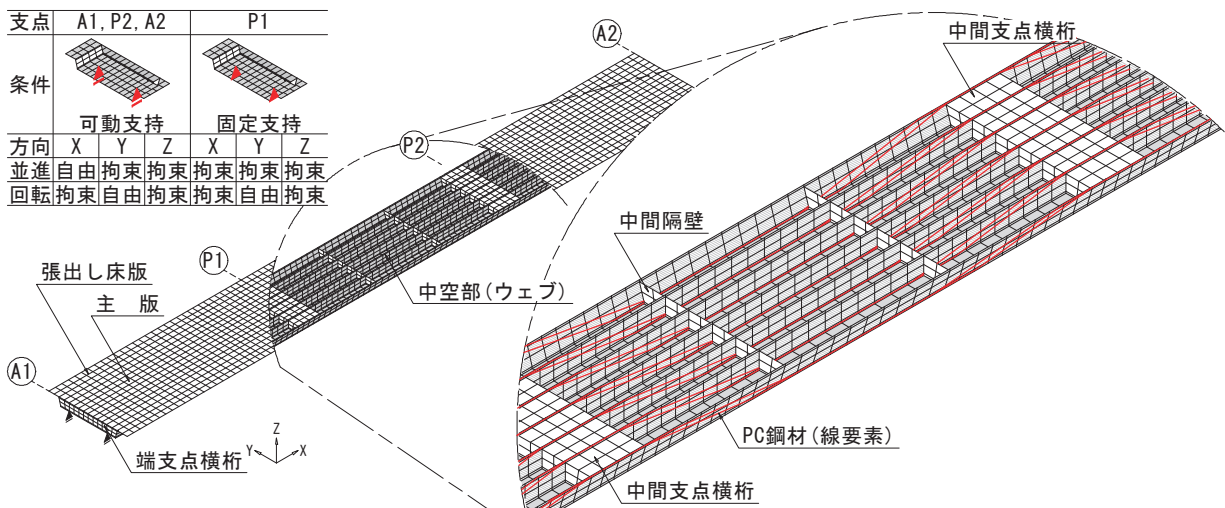 支点 A1, P2, A2 P1
条件
可動支持 固定支持
方向 X Y Z X Y Z
並進 自由 拘束 拘束 拘束 拘束 拘束
回転 拘束 自由 拘束 拘束 自由 拘束
A2
中間支点横桁
P2
中間隔壁
P1
張出し床版
中空部(ウェブ)
主 版
A1
PC鋼材(線要素)
Z
Y
X
端支点横桁
中間支点横桁